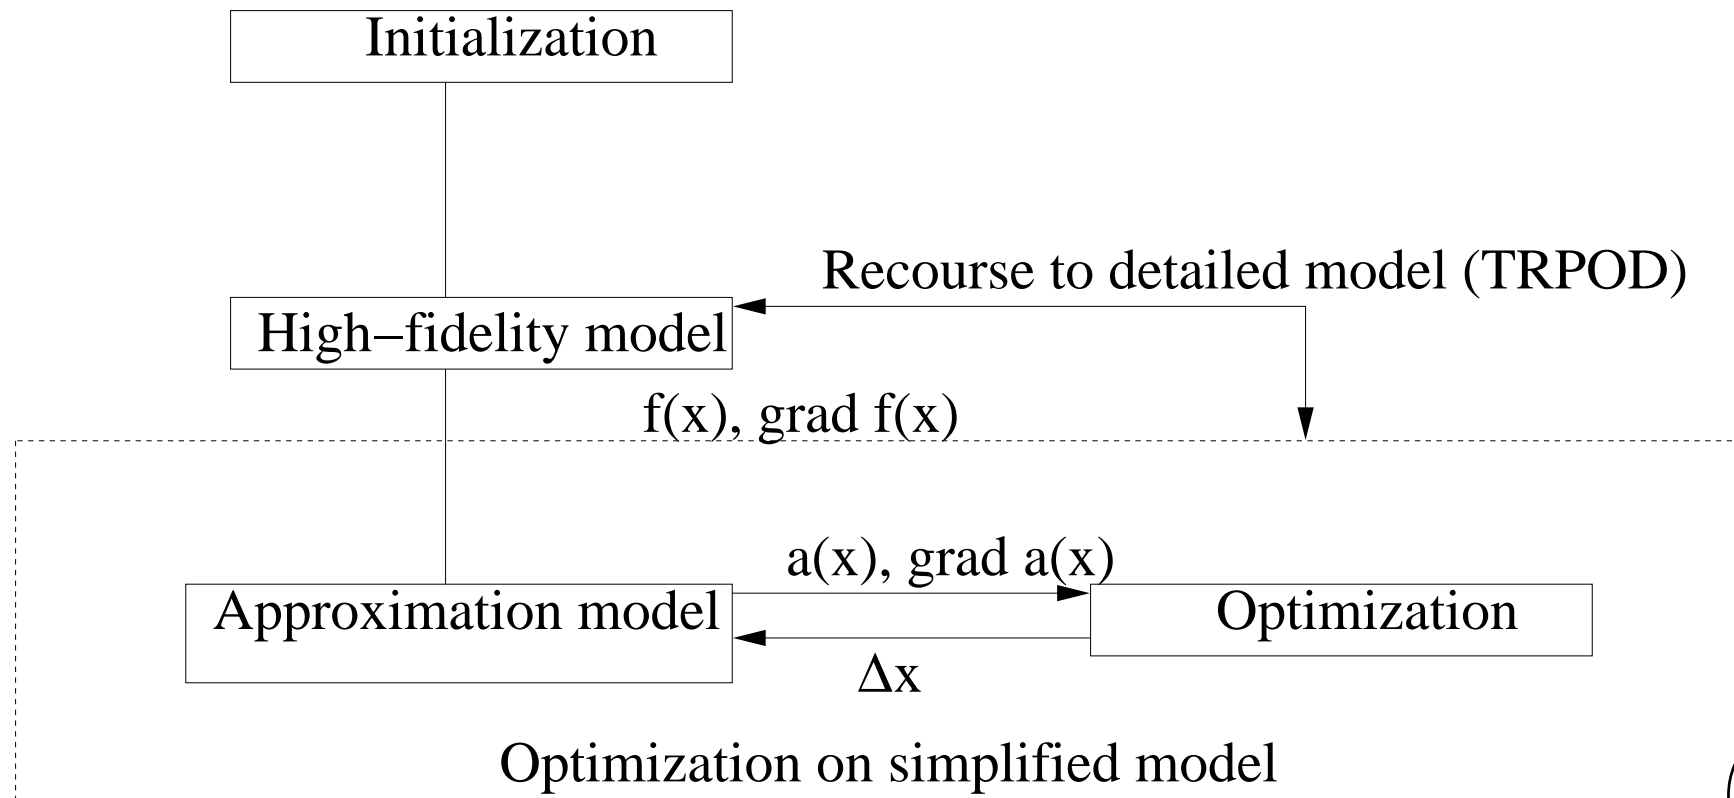 Initialization
Recourse to detailed model (TRPOD)
High−fidelity model
f(x), grad f(x)
a(x), grad a(x)
Approximation model
Optimization
Δx
Optimization on simplified model